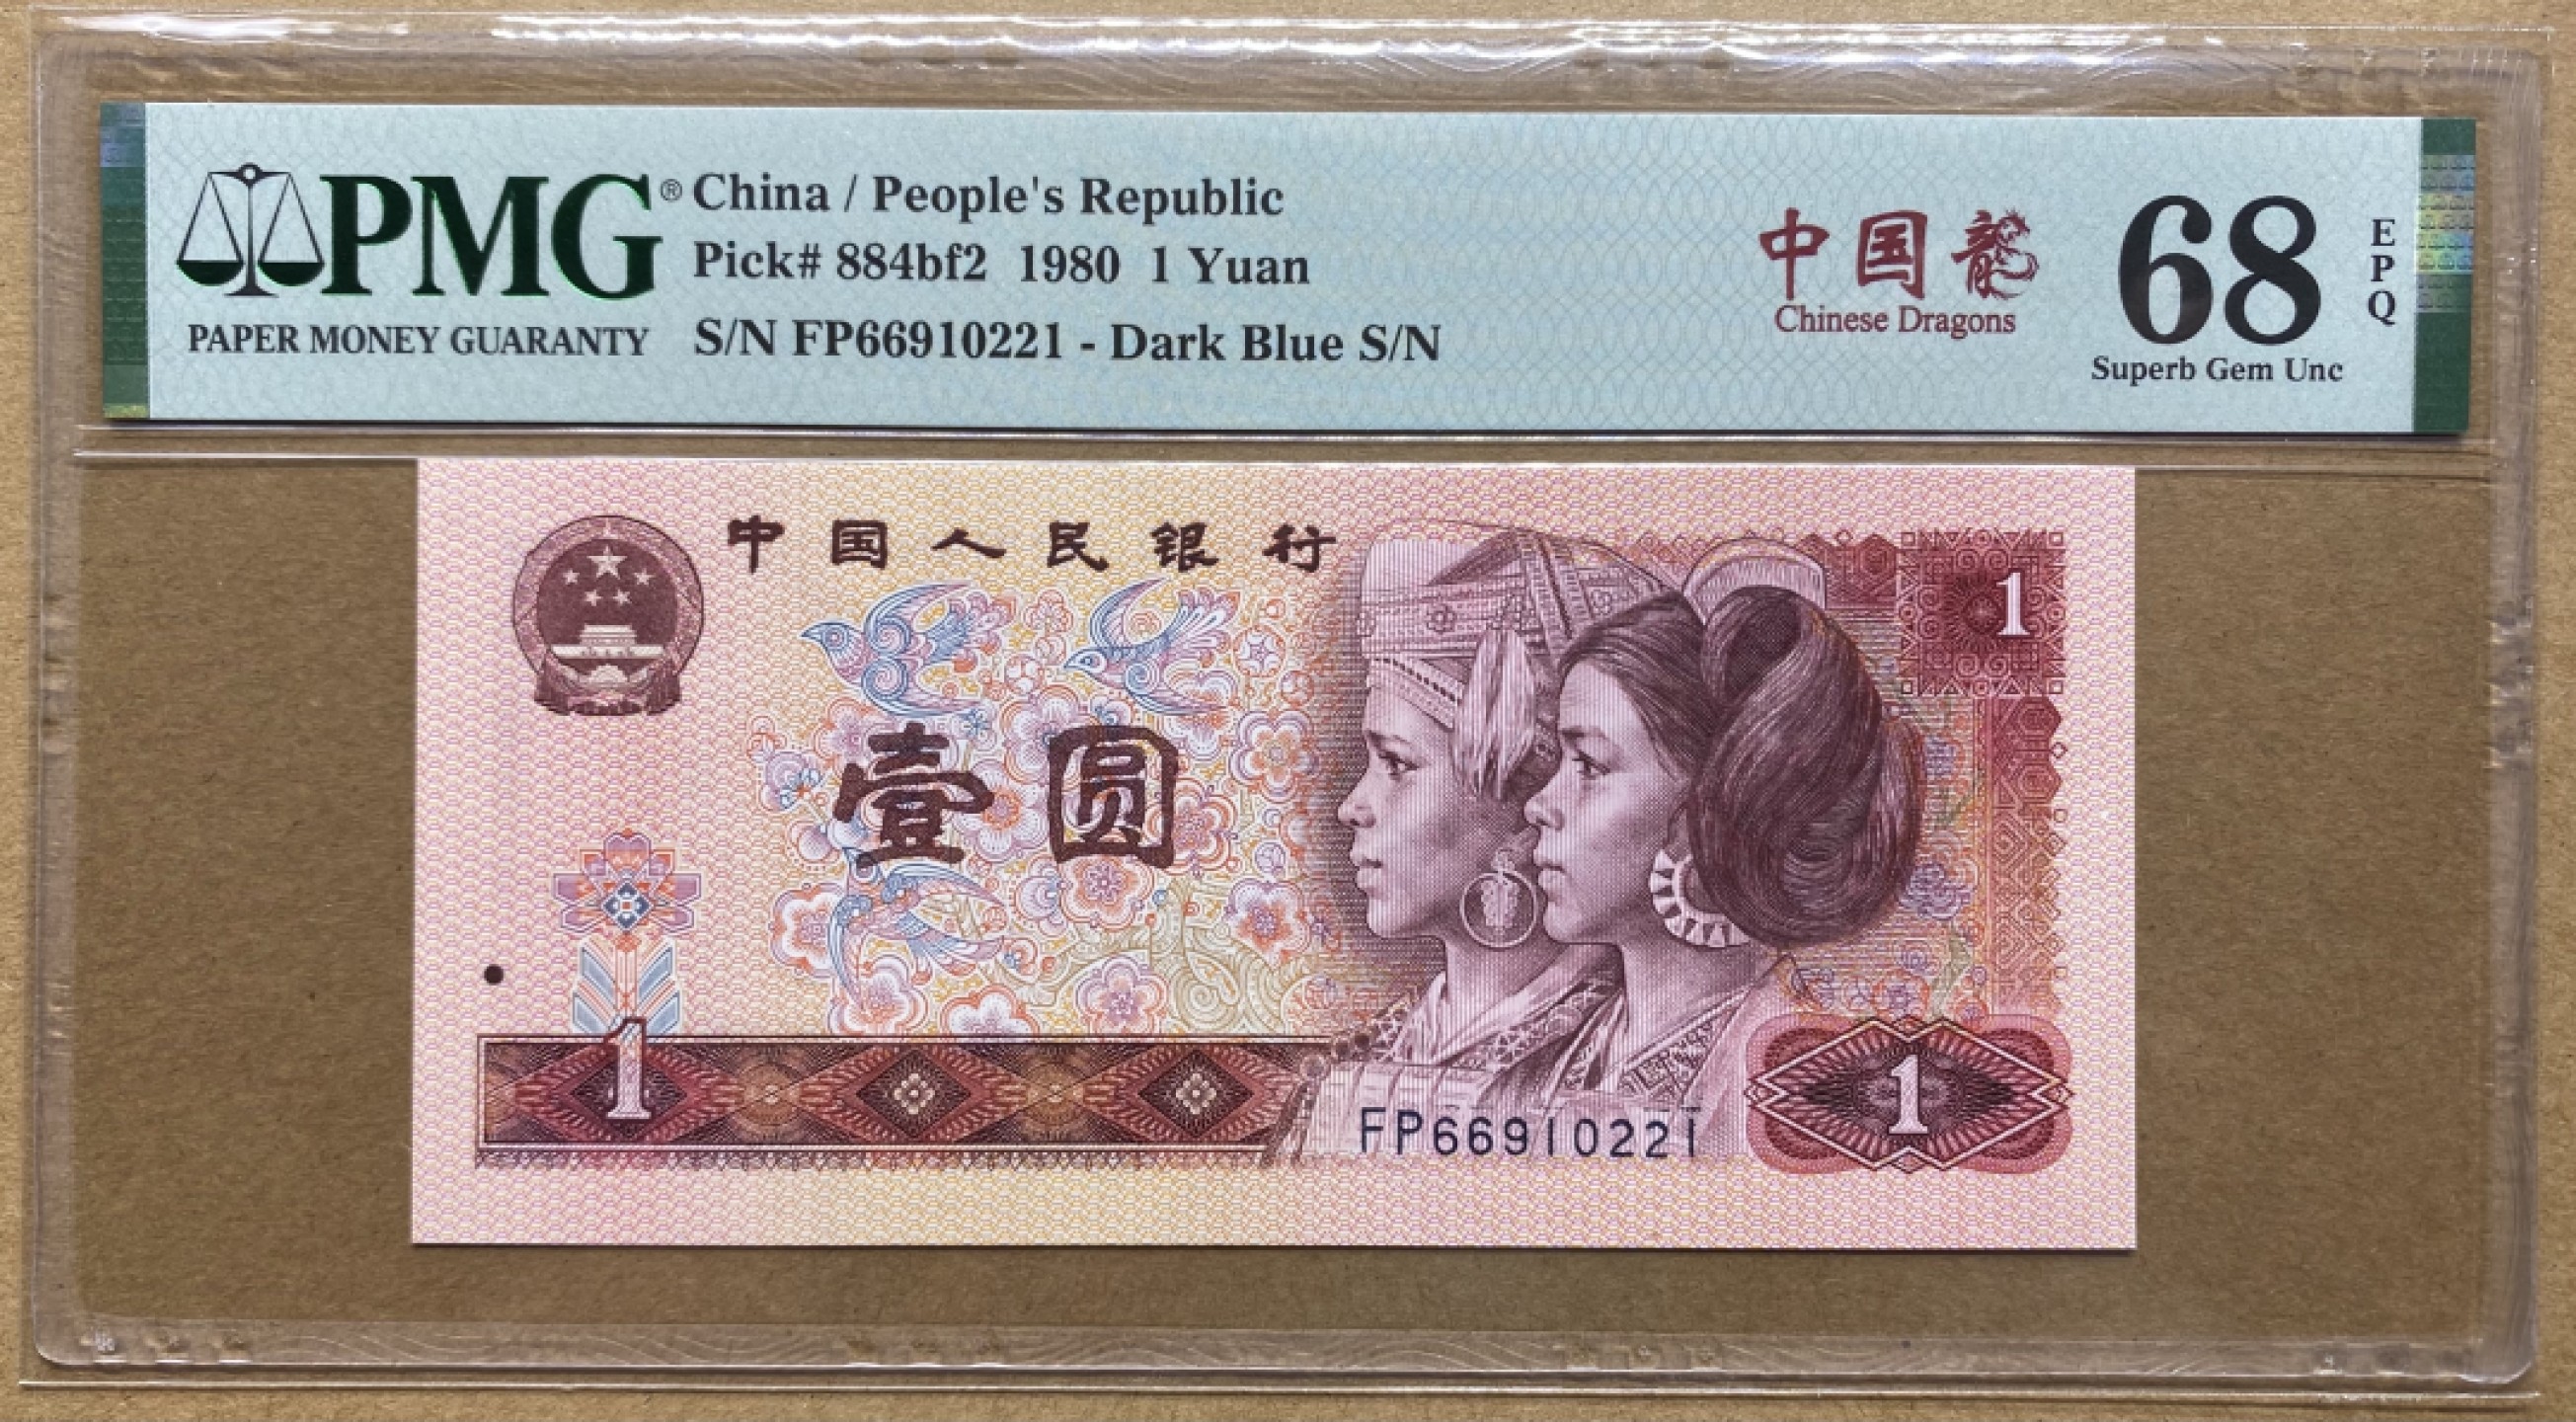 PMG®
PAPER MONEY GUARANTY
China / People's Republic
Pick# 884bf2 1980 1 Yuan
S/N FP66910221 - Dark Blue S/N
中国龍
Chinese Dragons
68
EPQ
Superb Gem Unc
中国人民银行
1
壹圆
1
FP66910221
1